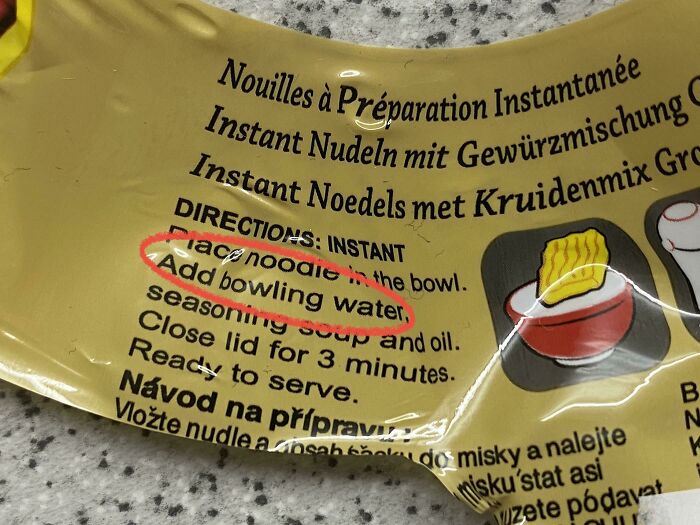 Nouilles à Préparation Instantanée
Instant Nudeln mit Gewürzmischung
Instant Noedels met Kruidenmix
DIRECTIONS: INSTANT
Place noodle in the bowl.
Add bowling water,
seasoning soup and oil.
Close lid for 3 minutes.
Ready to serve.
Návod na přípravu:
Vložte nudle a obsah sáčku do misky a nalejte
asi